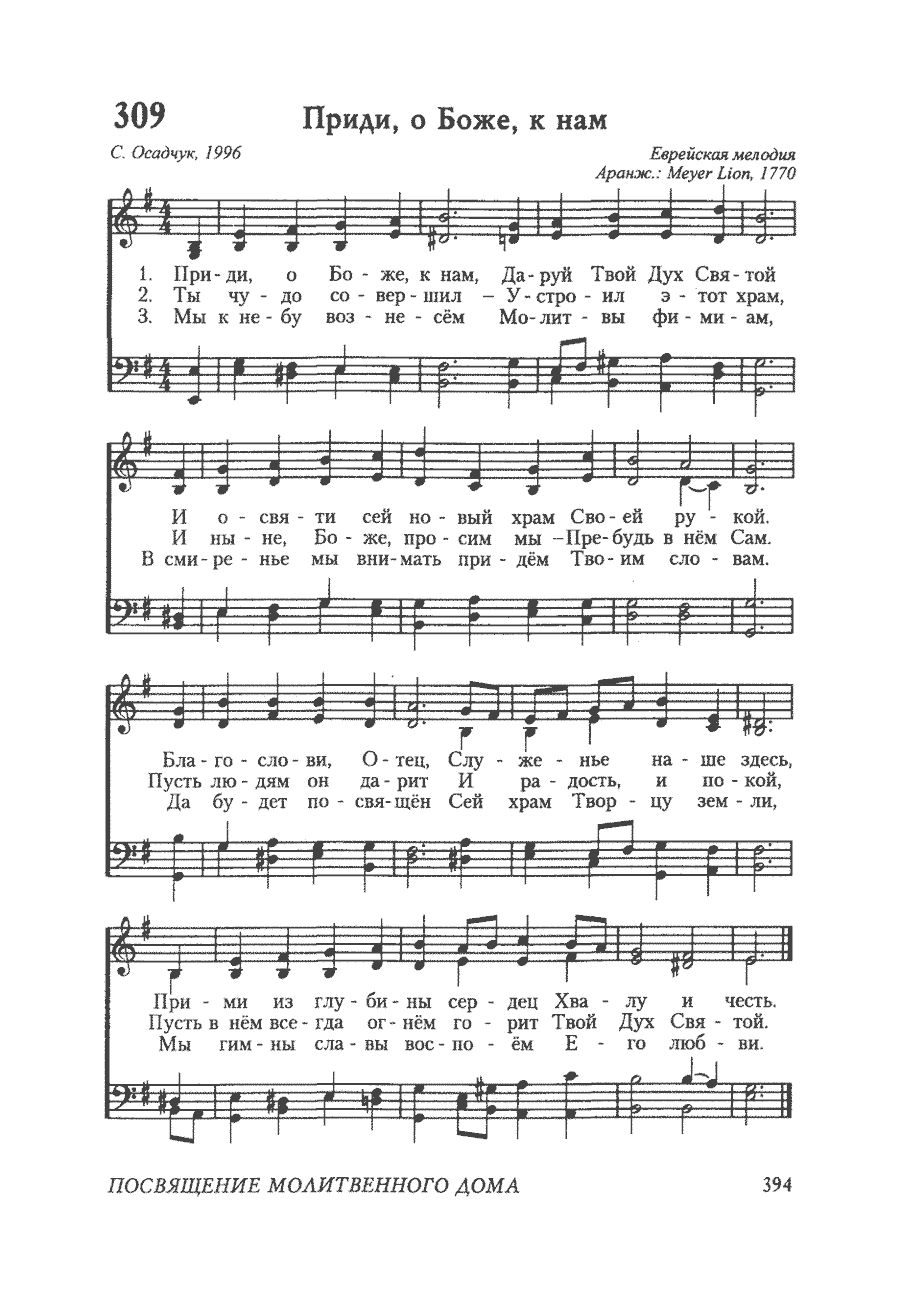 309 Приди, о Боже, к нам
С. Осадчук, 1996 Еврейская мелодия
Аранж.: Meyer Lion, 1770
1. При - ди, о Бо - же, к нам, Да - руй Твой Дух Свя - той
2. Ты чу - до со - вер - шил – У - стро - ил э - тот храм,
3. Мы к не - бу воз - не - сём Мо - лит - вы фи - ми - ам,
И о - свя - ти сей но - вый храм Сво - ей ру - кой.
И ны - не, Бо - же, про - сим мы – Пре - будь в нём Сам.
В сми - ре - нье мы вни - мать при - дём Тво - им сло - вам.
Бла - го - сло - ви, О - тец, Слу - же - нье на - ше здесь,
Пусть лю - дям он да - рит И ра - дость, и по - кой,
Да бу - дет по - свя - щён Сей храм Твор - цу зем - ли,
При - ми из глу - би - ны сер - дец Хва - лу и честь.
Пусть в нём все - гда ог - нём го - рит Твой Дух Свя - той.
Мы гим - ны сла - вы вос - по - ём Е - го люб - ви.
ПОСВЯЩЕНИЕ МОЛИТВЕННОГО ДОМА 394